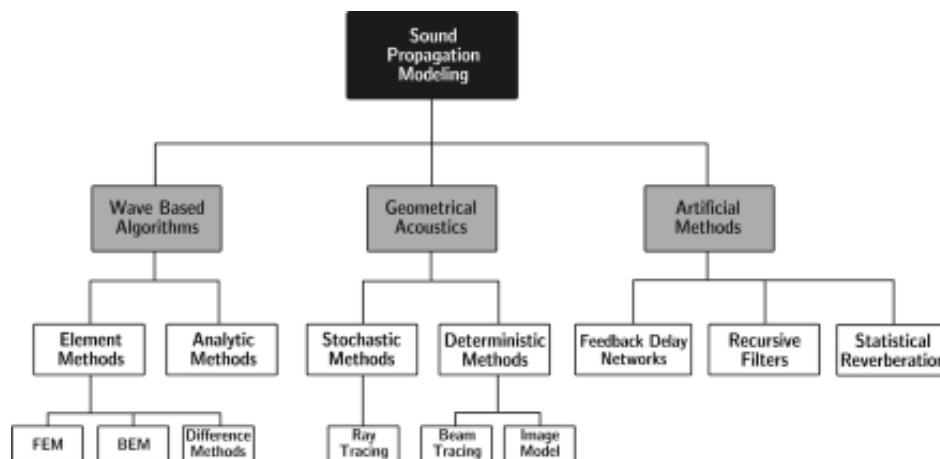 Sound
Propagation
Modeling
Wave Based
Algorithms
Geometrical
Acoustics
Artificial
Methods
Element
Methods
Analytic
Methods
Stochastic
Methods
Deterministic
Methods
Feedback Delay
Networks
Recursive
Filters
Statistical
Reverberation
FEM
BEM
Difference
Methods
Ray
Tracing
Beam
Tracing
Image
Model